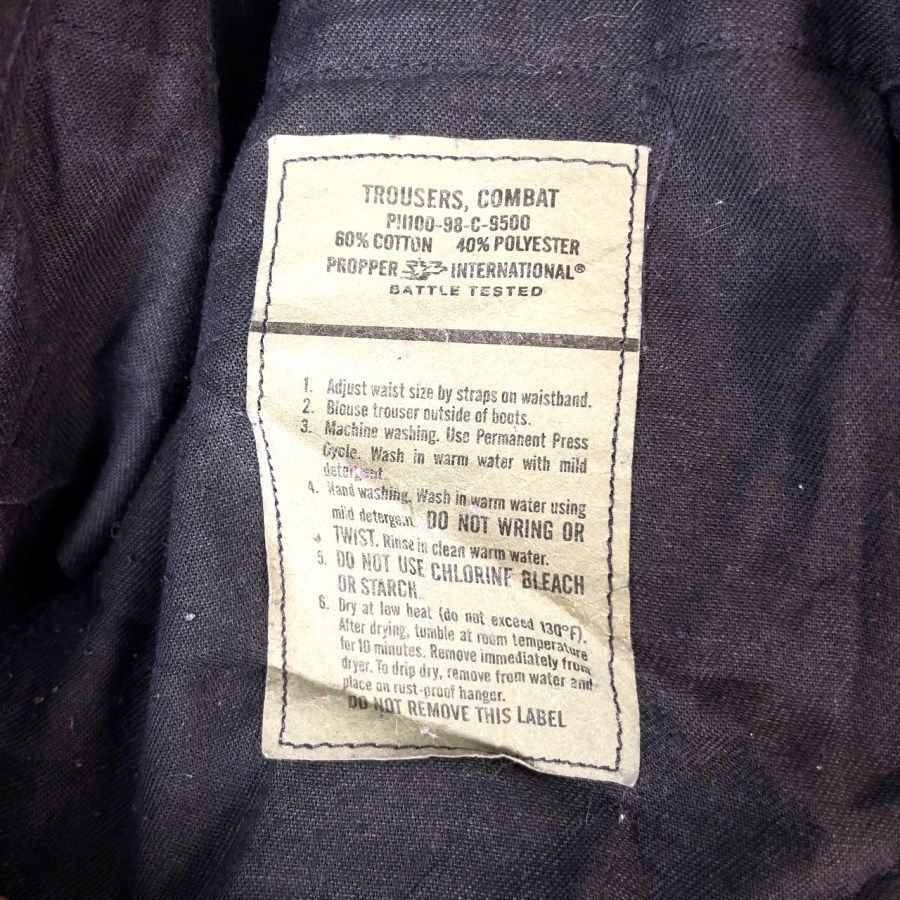 TROUSERS, COMBAT
PII100-98-C-9500
60% COTTON 40% POLYESTER
PROPPER INTERNATIONAL®
BATTLE TESTED
1. Adjust waist size by straps on waistband.
2. Blouse trouser outside of boots.
3. Machine washing. Use Permanent Press
Cycle. Wash in warm water with mild
detergent
4. Hand washing. Wash in warm water using
mild detergent. DO NOT WRING OR
TWIST. Rinse in clean warm water.
5. DO NOT USE CHLORINE BLEACH
OR STARCH.
6. Dry at low heat (do not exceed 130°F).
After drying, tumble at room temperature
for 10 minutes. Remove immediately from
dryer. To drip dry, remove from water and
place on rust-proof hanger.
DO NOT REMOVE THIS LABEL